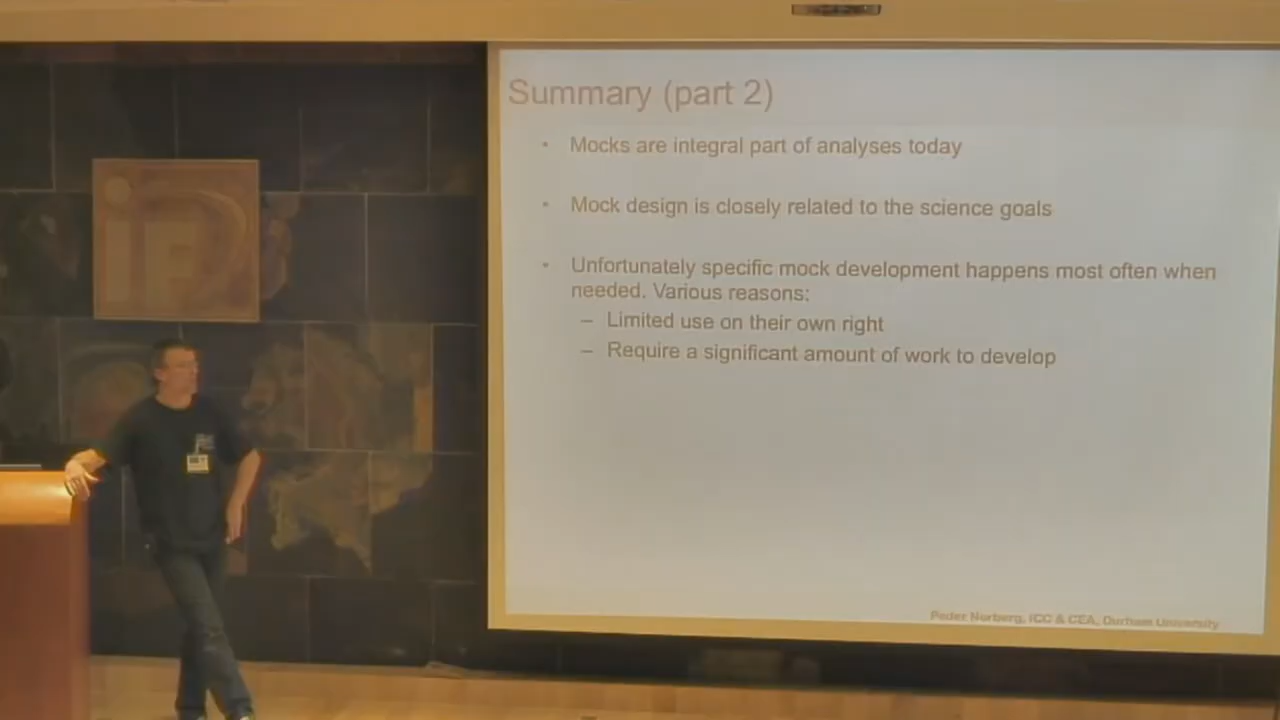 Summary (part 2)
• Mocks are integral part of analyses today
• Mock design is closely related to the science goals
• Unfortunately specific mock development happens most often when
needed. Various reasons:
– Limited use on their own right
– Require a significant amount of work to develop
Peder Norberg, ICC & CEA, Durham University